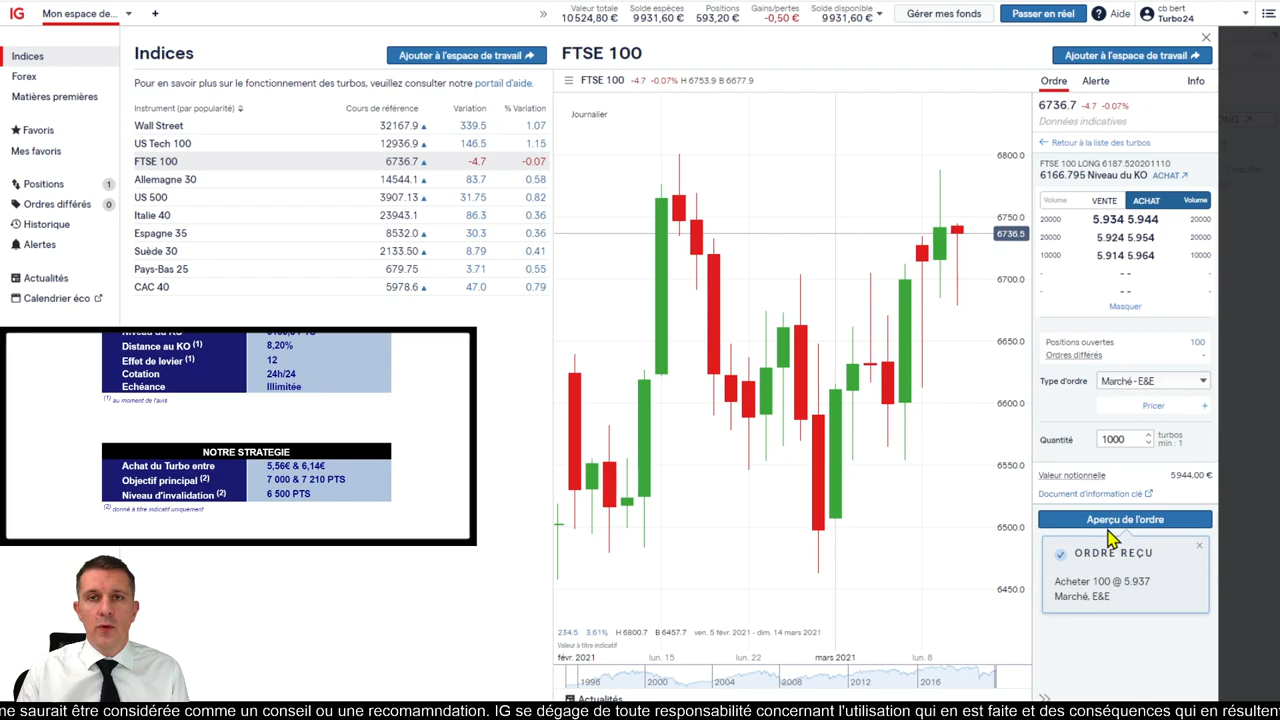 IG
Mon espace de...
Valeur totale
10 524,80 €
Solde espèces
9 931,60 €
Positions
593,20 €
Gains/pertes
-0,50 €
Solde disponible
9 931,60 €
Gérer mes fonds
Passer en réel
Aide
cb bert
Turbo24
Indices
Forex
Matières premières
Favoris
Mes favoris
Positions 1
Ordres différés 0
Historique
Alertes
Actualités
Calendrier éco
Indices
Ajouter à l'espace de travail
Pour en savoir plus sur le fonctionnement des turbos, veuillez consulter notre portail d'aide.
Instrument (par popularité) Cours de référence Variation % Variation
Wall Street 32167.9 339.5 1.07
US Tech 100 12936.9 146.5 1.15
FTSE 100 6736.7 -4.7 -0.07
Allemagne 30 14544.1 83.7 0.58
US 500 3907.13 31.75 0.82
Italie 40 23943.1 86.3 0.36
Espagne 35 8532.0 30.3 0.36
Suède 30 2133.50 8.79 0.41
Pays-Bas 25 679.75 3.71 0.55
CAC 40 5978.6 47.0 0.79
Distance au KO (1) 8,20%
Effet de levier (1) 12
Cotation 24h/24
Echéance Illimitée
(1) au moment de l'avis
NOTRE STRATEGIE
Achat du Turbo entre 5,56€ & 6,14€
Objectif principal (2) 7 000 & 7 210 PTS
Niveau d'invalidation (2) 6 500 PTS
(2) donné à titre indicatif uniquement
FTSE 100
Ajouter à l'espace de travail
FTSE 100 -4.7 -0.07% H 6753.9 B 6677.9
Journalier
6800.0
6750.0
6736.5
6700.0
6650.0
6600.0
6550.0
6500.0
6450.0
234.5 3.61% H 6800.7 B 6457.7 ven. 5 févr. 2021 - dim. 14 mars 2021
Valeur à titre indicatif
févr. 2021 lun. 15 lun. 22 mars 2021 lun. 8
1996 2000 2004 2008 2012 2016
Actualités
Ordre Alerte Info
6736.7 -4.7 -0.07%
Données indicatives
Retour à la liste des turbos
FTSE 100 LONG 6187.520201110
6166.795 Niveau du KO ACHAT
Volume VENTE ACHAT Volume
20000 5.934 5.944 20000
20000 5.924 5.954 20000
10000 5.914 5.964 10000
- - - -
- - - -
Masquer
Positions ouvertes 100
Ordres différés -
Type d'ordre Marché - E&E
Pricer +
Quantité 1000 turbos
min : 1
Valeur notionnelle 5 944,00 €
Document d'information clé
Aperçu de l'ordre
ORDRE REÇU
Acheter 100 @ 5.937
Marché, E&E
ne saurait être considérée comme un conseil ou une recomamndation. IG se dégage de toute responsabilité concernant l'utilisation qui en est faite et des conséquences qui en résultent